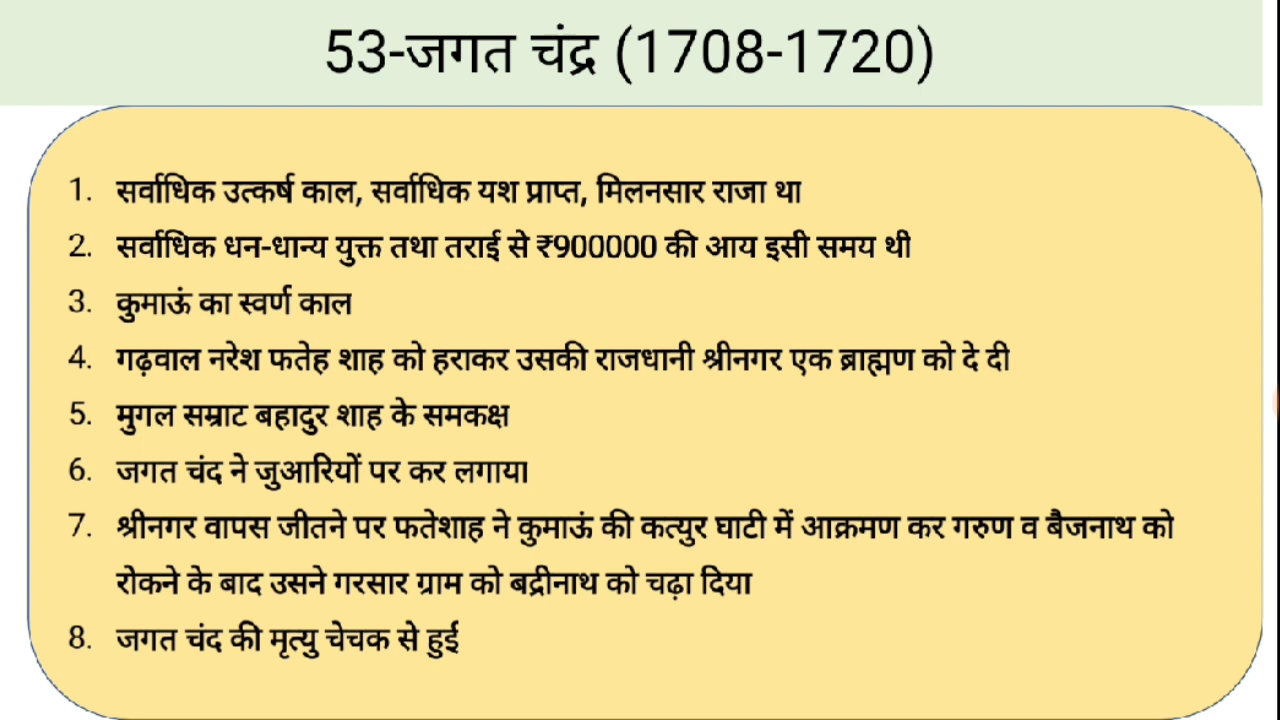 53-जगत चंद्र (1708-1720)
1. सर्वाधिक उत्कर्ष काल, सर्वाधिक यश प्राप्त, मिलनसार राजा था
2. सर्वाधिक धन-धान्य युक्त तथा तराई से ₹900000 की आय इसी समय थी
3. कुमाऊं का स्वर्ण काल
4. गढ़वाल नरेश फतेह शाह को हराकर उसकी राजधानी श्रीनगर एक ब्राह्मण को दे दी
5. मुगल सम्राट बहादुर शाह के समकक्ष
6. जगत चंद ने जुआरियों पर कर लगाया
7. श्रीनगर वापस जीतने पर फतेशाह ने कुमाऊं की कत्युर घाटी में आक्रमण कर गरुण व बैजनाथ को
रोकने के बाद उसने गरसार ग्राम को बद्रीनाथ को चढ़ा दिया
8. जगत चंद की मृत्यु चेचक से हुई